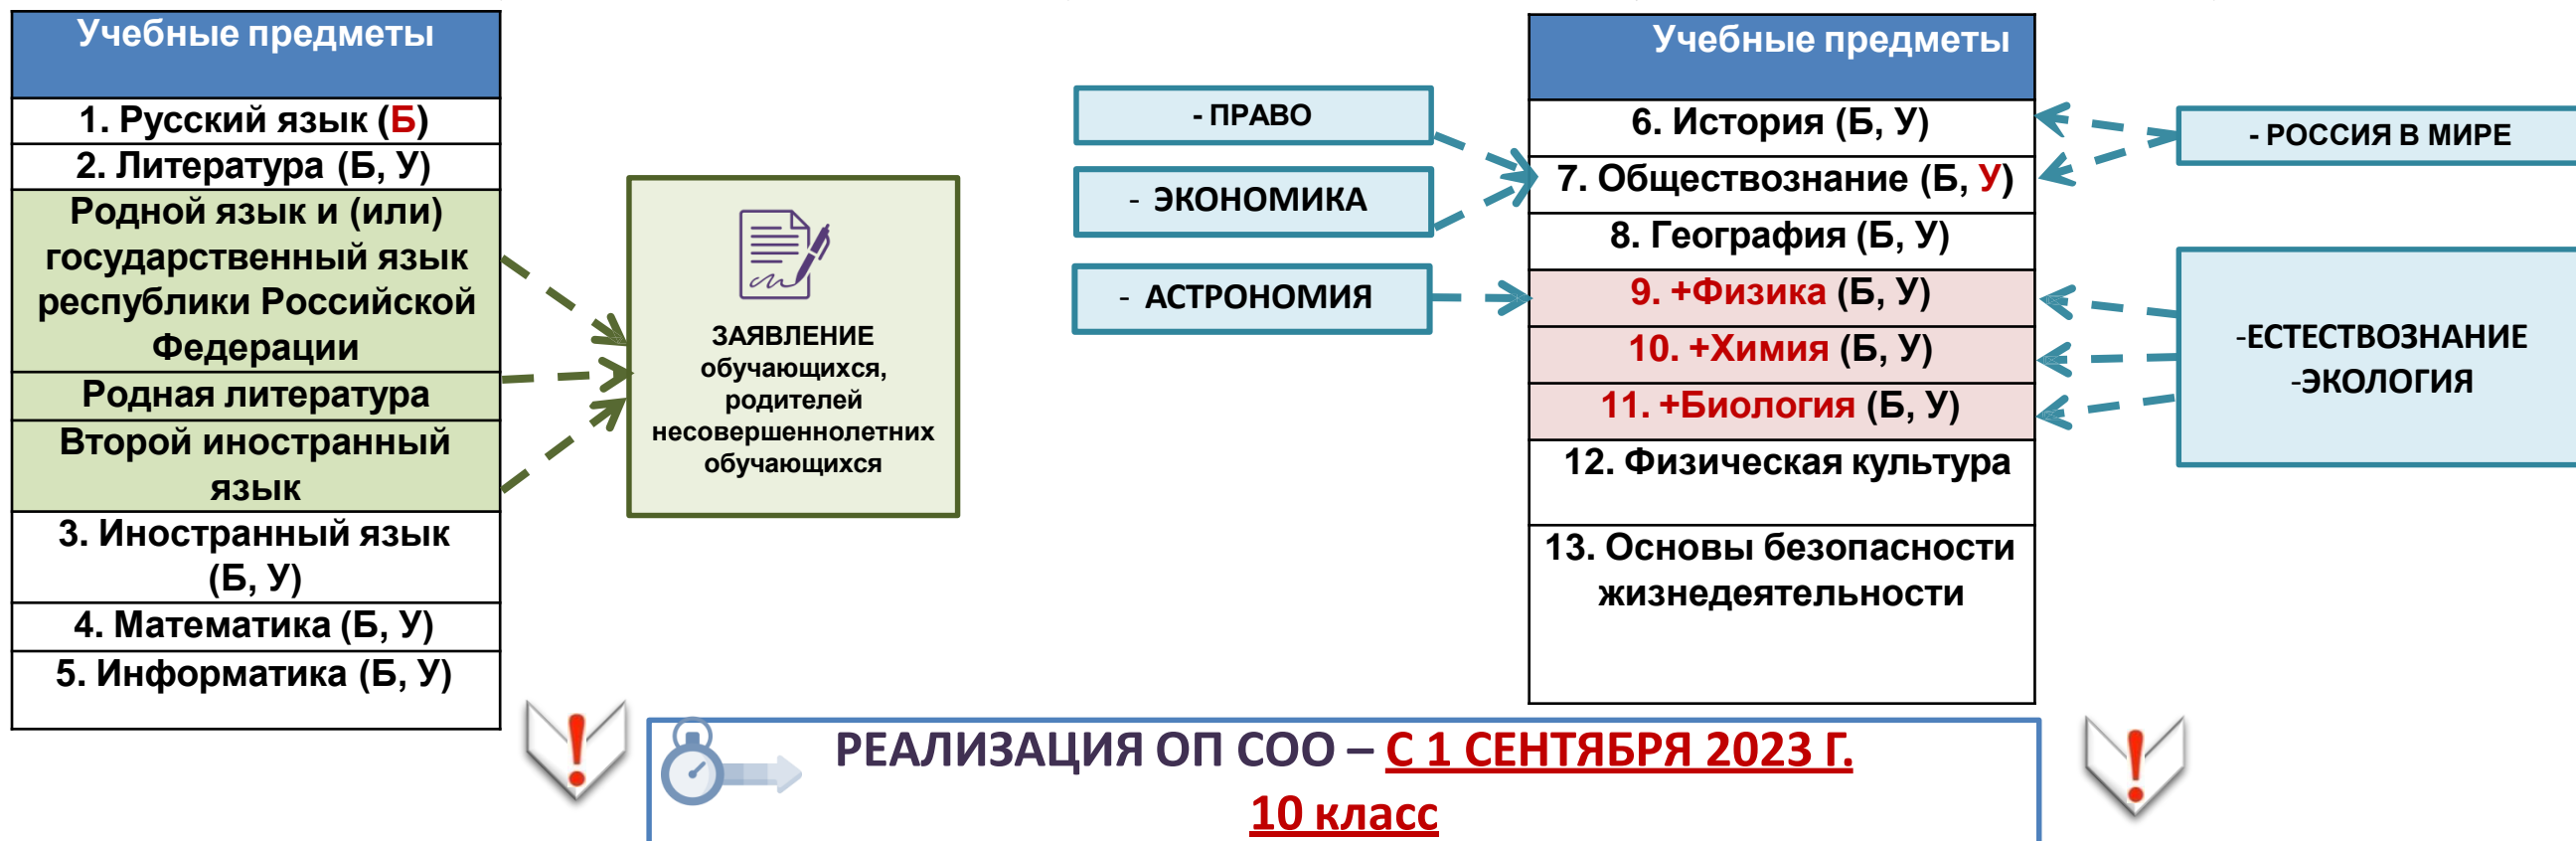 Учебные предметы
1. Русский язык (Б)
2. Литература (Б, У)
Родной язык и (или)
государственный язык
республики Российской
Федерации
Родная литература
Второй иностранный
язык
3. Иностранный язык
(Б, У)
4. Математика (Б, У)
5. Информатика (Б, У)
ЗАЯВЛЕНИЕ
обучающихся,
родителей
несовершеннолетних
обучающихся
- ПРАВО
- ЭКОНОМИКА
- АСТРОНОМИЯ
Учебные предметы
6. История (Б, У)
7. Обществознание (Б, У)
8. География (Б, У)
9. +Физика (Б, У)
10. +Химия (Б, У)
11. +Биология (Б, У)
12. Физическая культура
13. Основы безопасности
жизнедеятельности
- РОССИЯ В МИРЕ
-ЕСТЕСТВОЗНАНИЕ
-ЭКОЛОГИЯ
РЕАЛИЗАЦИЯ ОП СОО – С 1 СЕНТЯБРЯ 2023 Г.
10 класс